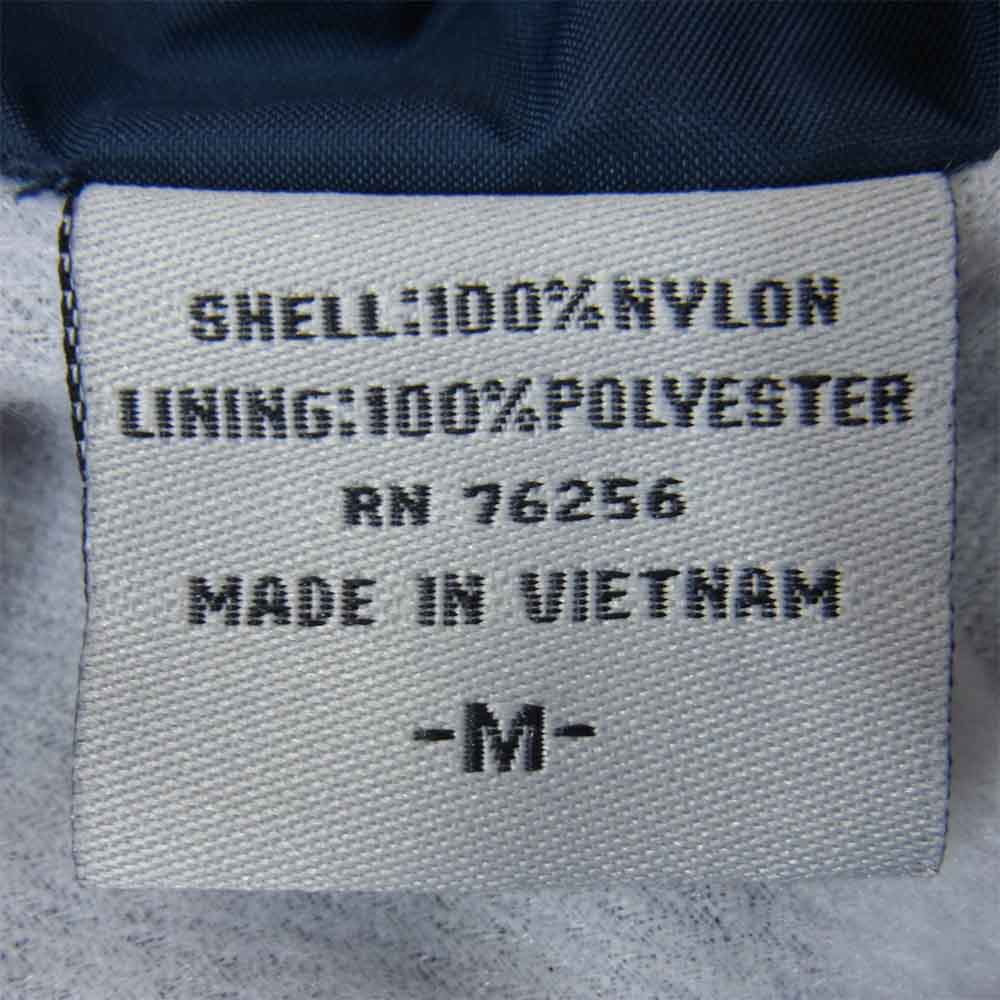 SHELL:100%NYLON
LINING:100%POLYESTER
RN 76256
MADE IN VIETNAM
-M-